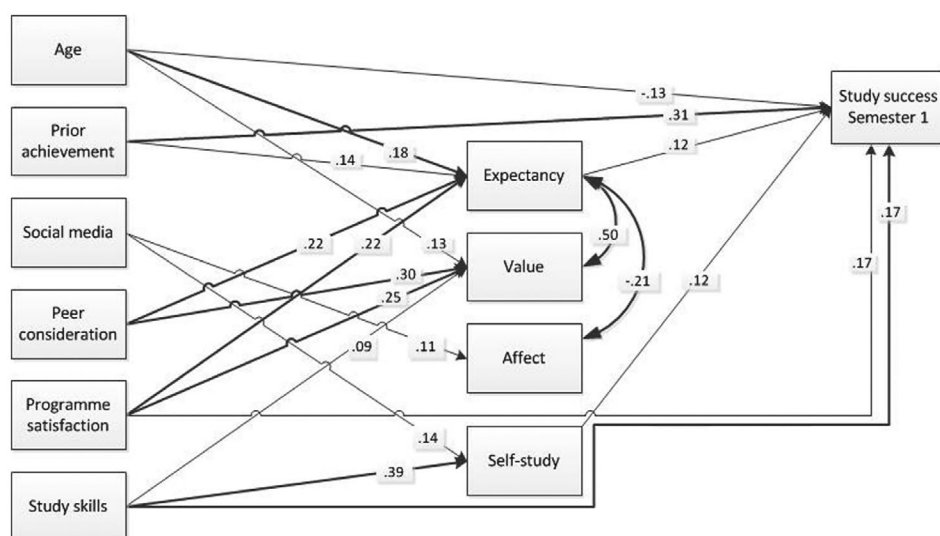 Age
Prior
achievement
Social media
Peer
consideration
Programme
satisfaction
Study skills
Expectancy
Value
Affect
Self-study
Study success
Semester 1
-.13
.31
.18
.14
.12
.22
.22
.13
.30
.25
.09
.11
.14
.39
.50
-.21
.12
.17
.17